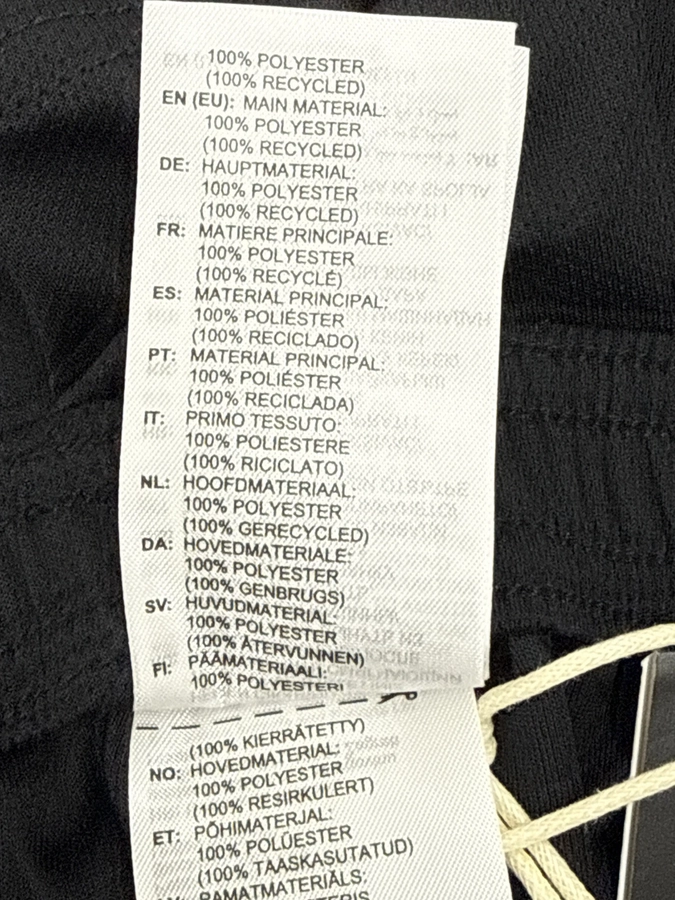 100% POLYESTER
(100% RECYCLED)
EN (EU): MAIN MATERIAL:
100% POLYESTER
(100% RECYCLED)
DE: HAUPTMATERIAL:
100% POLYESTER
(100% RECYCLED)
FR: MATIERE PRINCIPALE:
100% POLYESTER
(100% RECYCLÉ)
ES: MATERIAL PRINCIPAL:
100% POLIÉSTER
(100% RECICLADO)
PT: MATERIAL PRINCIPAL:
100% POLIÉSTER
(100% RECICLADA)
IT: PRIMO TESSUTO:
100% POLIESTERE
(100% RICICLATO)
NL: HOOFDMATERIAAL:
100% POLYESTER
(100% GERECYCLED)
DA: HOVEDMATERIALE:
100% POLYESTER
(100% GENBRUGS)
SV: HUVUDMATERIAL:
100% POLYESTER
(100% ÅTERVUNNEN)
FI: PÄÄMATERIAALI:
100% POLYESTERI
(100% KIERRÄTETTY)
NO: HOVEDMATERIAL:
100% POLYESTER
(100% RESIRKULERT)
ET: PÕHIMATERJAL:
100% POLÜESTER
(100% TAASKASUTATUD)
PAMATMATERIĀLS: